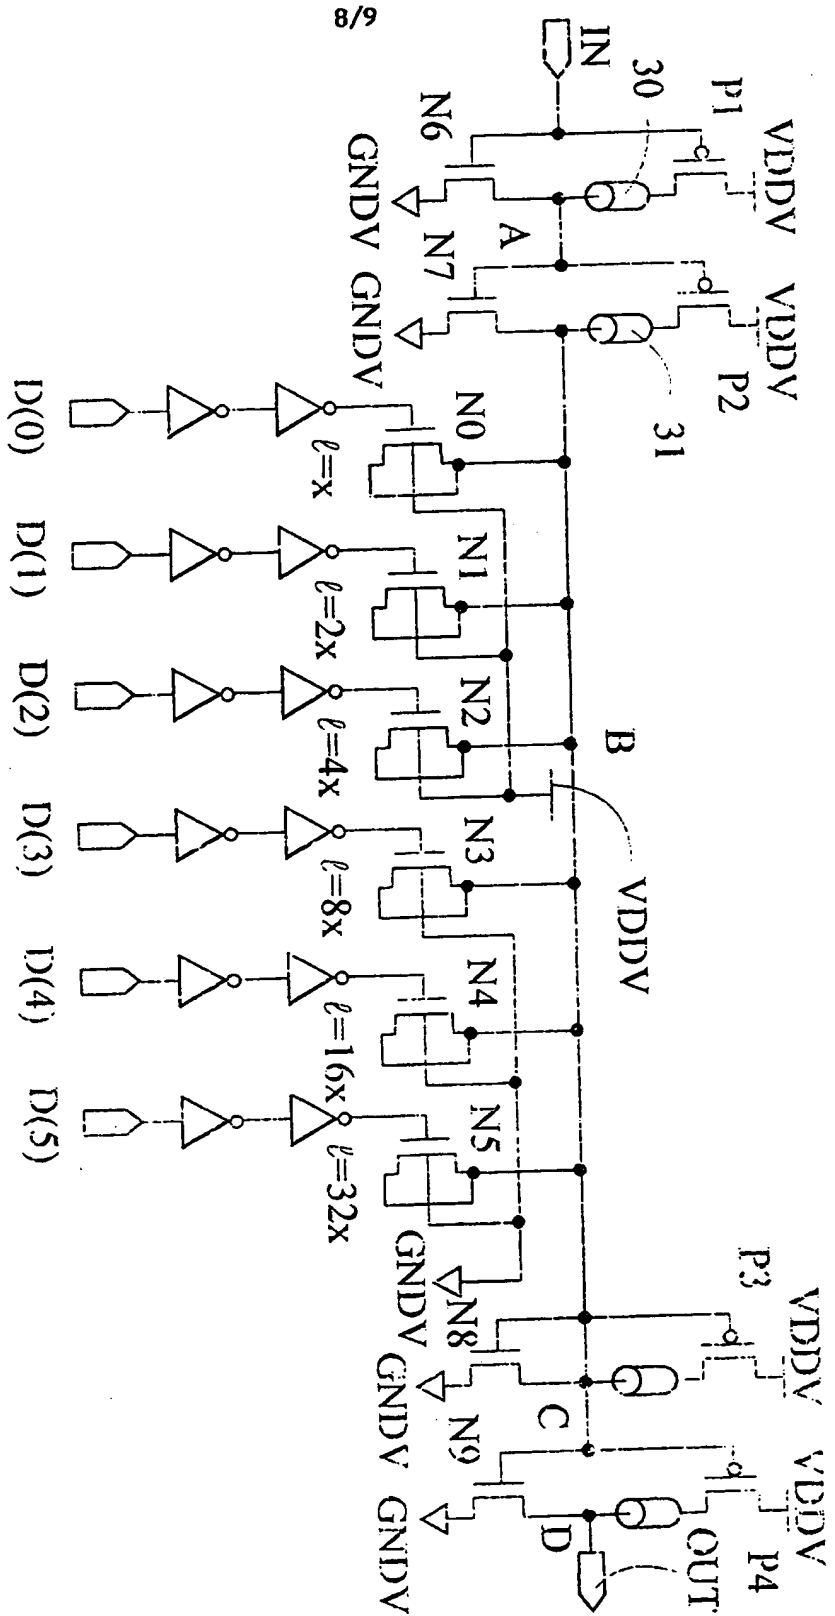 8/9
IN
30
P1
VDDV
N6
GNDV
A
N7
GNDV
VDDV
P2
31
D(0)
N0
ℓ=x
D(1)
N1
ℓ=2x
D(2)
N2
ℓ=4x
B
VDDV
D(3)
N3
ℓ=8x
D(4)
N4
ℓ=16x
D(5)
N5
ℓ=32x
GNDV
P3
VDDV
N8
GNDV
C
N9
GNDV
VDDV
P4
D
OUT